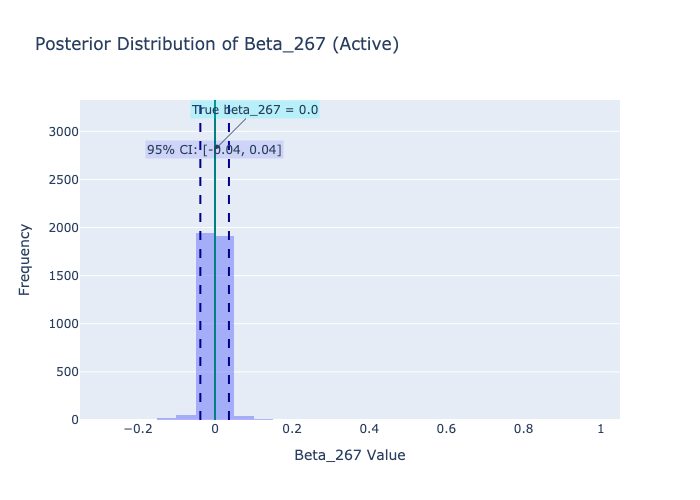 Posterior Distribution of Beta_267 (Active)
True beta_267 = 0.0
95% CI: [-0.04, 0.04]
3000
2500
2000
1500
1000
500
0
Frequency
−0.2 0 0.2 0.4 0.6 0.8 1
Beta_267 Value